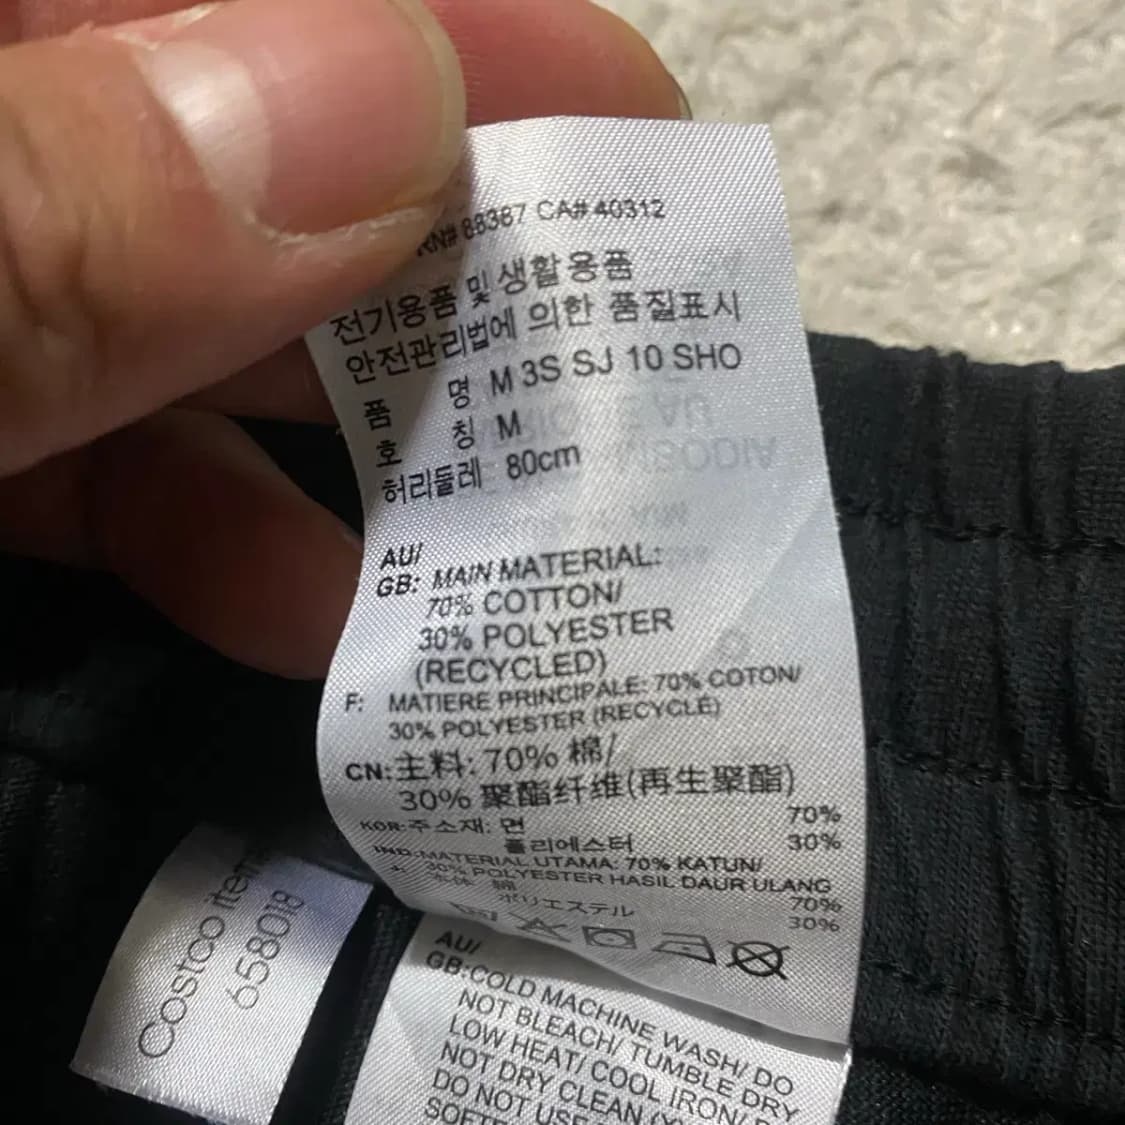 RN# 88387 CA# 40312
전기용품 및 생활용품
안전관리법에 의한 품질표시
품 명 M 3S SJ 10 SHO
호 칭 M
허리둘레 80cm
AU/
GB: MAIN MATERIAL:
70% COTTON/
30% POLYESTER
(RECYCLED)
F: MATIERE PRINCIPALE: 70% COTON/
30% POLYESTER (RECYCLÉ)
CN: 主料: 70% 棉/
30% 聚酯纤维(再生聚酯)
KOR: 주소재: 면 70%
폴리에스터 30%
IND: MATERIAL UTAMA: 70% KATUN/
30% POLYESTER HASIL DAUR ULANG
綿 70%
ポリエステル 30%
Costco item
658018
AU/
GB: COLD MACHINE WASH/ DO
NOT BLEACH/ TUMBLE DRY
LOW HEAT/ COOL IRON/
NOT DRY CLEAN
DO NOT USE